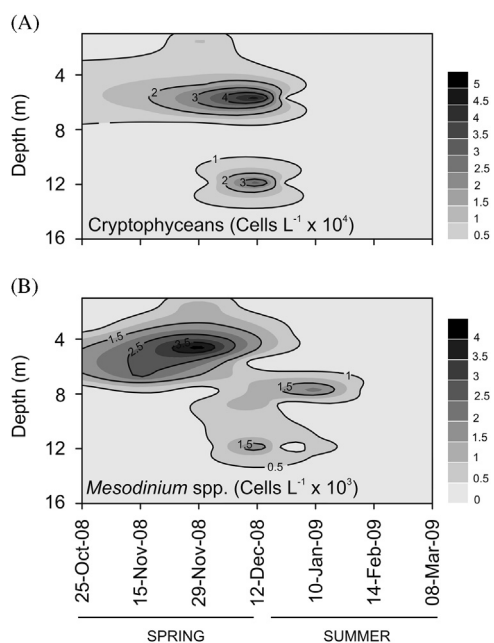 (A)
4
8
12
16
Depth (m)
2
3
4
1
2
3
Cryptophyceans (Cells L⁻¹ x 10⁴)
5
4.5
4
3.5
3
2.5
2
1.5
1
0.5
(B)
4
8
12
16
Depth (m)
1.5
2.5
3.5
1
1.5
1.5
0.5
Mesodinium spp. (Cells L⁻¹ x 10³)
4
3.5
3
2.5
2
1.5
1
0.5
0
25-Oct-08
15-Nov-08
29-Nov-08
12-Dec-08
10-Jan-09
14-Feb-09
08-Mar-09
SPRING
SUMMER